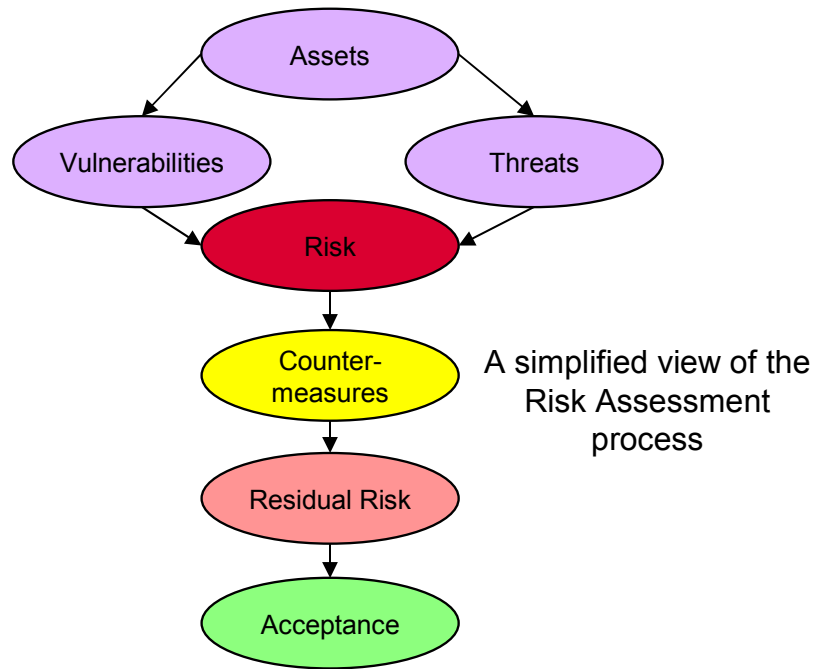 Assets
Vulnerabilities
Threats
Risk
Counter-
measures
A simplified view of the
Risk Assessment
process
Residual Risk
Acceptance